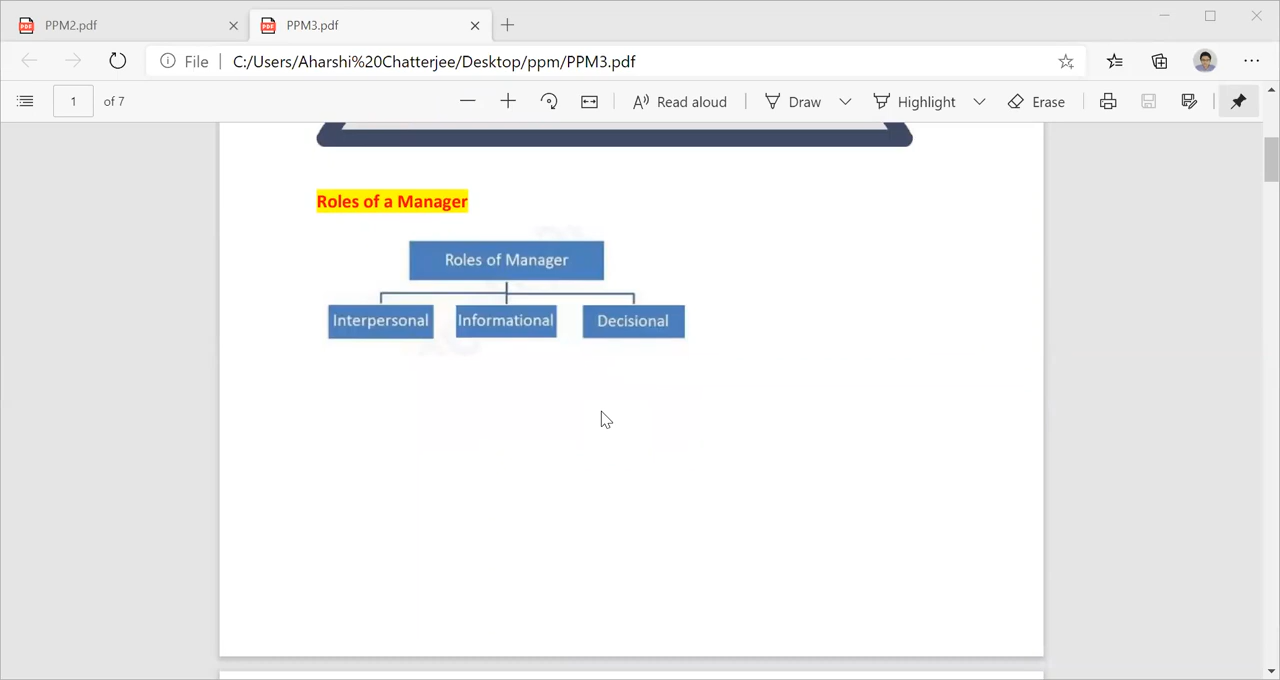 PPM2.pdf
PPM3.pdf
File
C:/Users/Aharshi%20Chatterjee/Desktop/ppm/PPM3.pdf
1 of 7
Read aloud
Draw
Highlight
Erase
Roles of a Manager
Roles of Manager
Interpersonal
Informational
Decisional